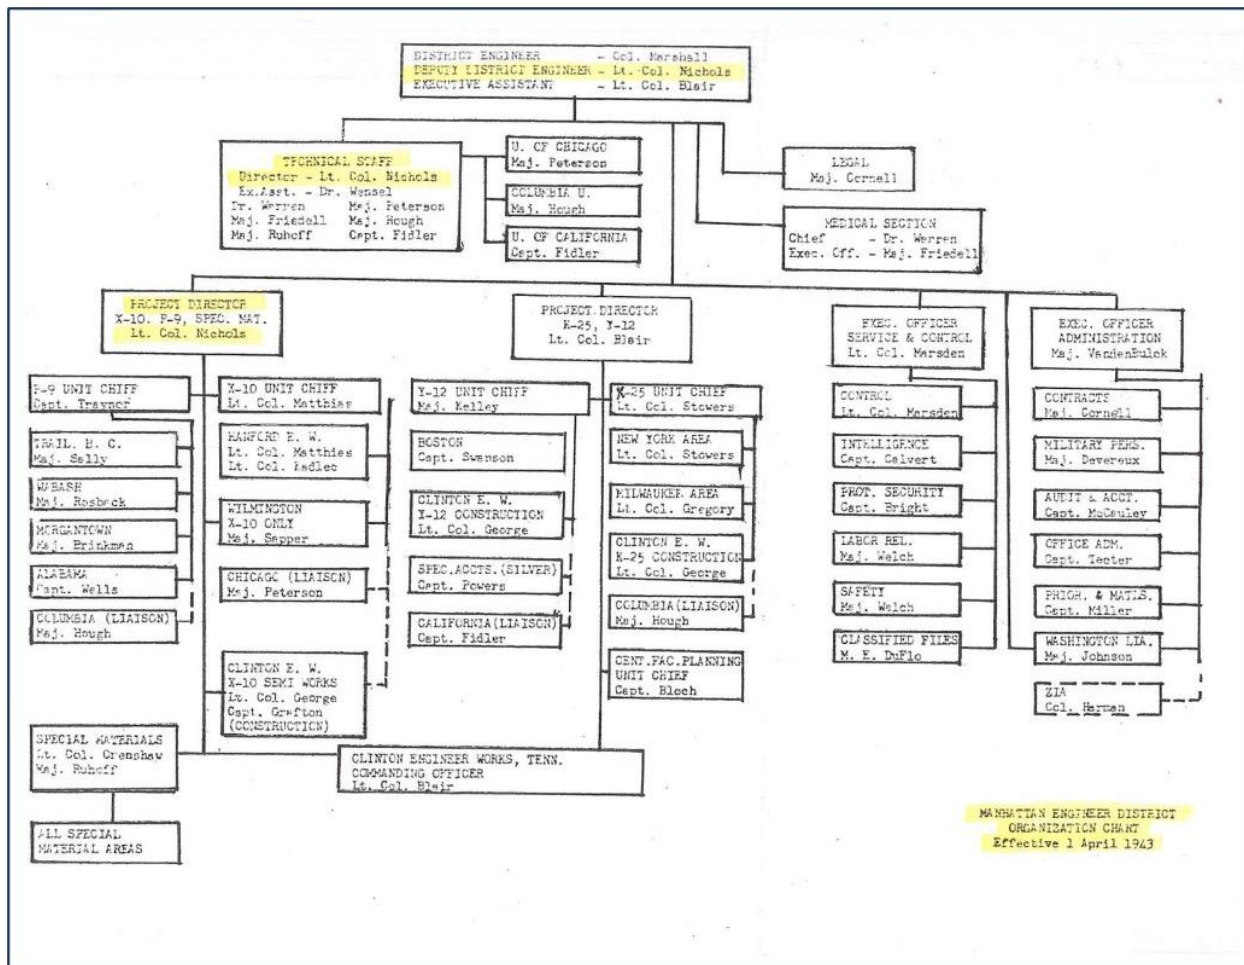 DISTRICT ENGINEER - Col. Marshall
DEPUTY DISTRICT ENGINEER - Lt. Col. Nichols
EXECUTIVE ASSISTANT - Lt. Col. Blair
TECHNICAL STAFF
Director - Lt. Col. Nichols
Ex.Asst. - Dr. Wensel
Dr. Warren Maj. Peterson
Maj. Friedell Maj. Hough
Maj. Ruhoff Capt. Fidler
U. OF CHICAGO
Maj. Peterson
COLUMBIA U.
Maj. Hough
U. OF CALIFORNIA
Capt. Fidler
LEGAL
Maj. Cornell
MEDICAL SECTION
Chief - Dr. Warren
Exec. Off. - Maj. Friedell
PROJECT DIRECTOR
X-10, P-9, SPEC. MAT.
Lt. Col. Nichols
PROJECT DIRECTOR
K-25, Y-12
Lt. Col. Blair
EXEC. OFFICER
SERVICE & CONTROL
Lt. Col. Marsden
EXEC. OFFICER
ADMINISTRATION
Maj. VandenBulck
P-9 UNIT CHIEF
Capt. Traynor
TRAIL, B. C.
Maj. Sally
WABASH
Maj. Rosback
MORGANTOWN
Maj. Brinkman
ALABAMA
Capt. Wells
COLUMBIA (LIAISON)
Maj. Hough
X-10 UNIT CHIEF
Lt. Col. Matthias
HANFORD E. W.
Lt. Col. Matthias
Lt. Col. Kadlec
WILMINGTON
X-10 ONLY
Maj. Sapper
CHICAGO (LIAISON)
Maj. Peterson
CLINTON E. W.
X-10 SEMI WORKS
Lt. Col. George
Capt. Grafton
(CONSTRUCTION)
Y-12 UNIT CHIEF
Maj. Kelley
BOSTON
Capt. Swanson
CLINTON E. W.
Y-12 CONSTRUCTION
Lt. Col. George
SPEC.ACCTS.(SILVER)
Capt. Powers
CALIFORNIA(LIAISON)
Capt. Fidler
K-25 UNIT CHIEF
Lt. Col. Stowers
NEW YORK AREA
Lt. Col. Stowers
MILWAUKEE AREA
Lt. Col. Gregory
CLINTON E. W.
K-25 CONSTRUCTION
Lt. Col. George
COLUMBIA(LIAISON)
Maj. Hough
CENT.FAC.PLANNING
UNIT CHIEF
Capt. Bloch
CONTROL
Lt. Col. Marsden
INTELLIGENCE
Capt. Calvert
PROT. SECURITY
Capt. Bright
LABOR REL.
Maj. Welch
SAFETY
Maj. Welch
CLASSIFIED FILES
M. E. DuFlo
CONTRACTS
Maj. Cornell
MILITARY PERS.
Maj. Devereux
AUDIT & ACCT.
Capt. McCauley
OFFICE ADM.
Capt. Teeter
PRIOR. & MATLS.
Capt. Miller
WASHINGTON LIA.
Maj. Johnson
ZIA
Col. Harman
SPECIAL MATERIALS
Lt. Col. Crenshaw
Maj. Ruhoff
ALL SPECIAL
MATERIAL AREAS
CLINTON ENGINEER WORKS, TENN.
COMMANDING OFFICER
Lt. Col. Blair
MANHATTAN ENGINEER DISTRICT
ORGANIZATION CHART
Effective 1 April 1943